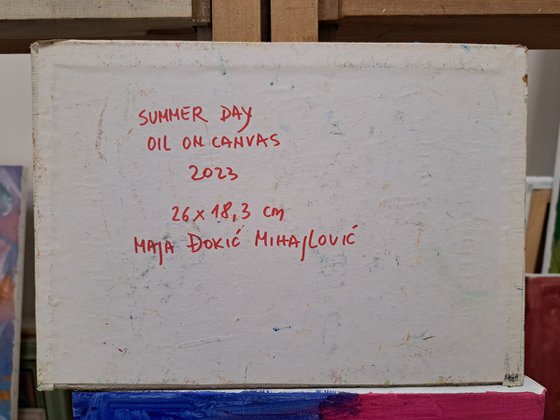 SUMMER DAY
OIL ON CANVAS
2023
26 x 18,3 cm
MAJA ĐOKIĆ MIHAJLOVIĆ